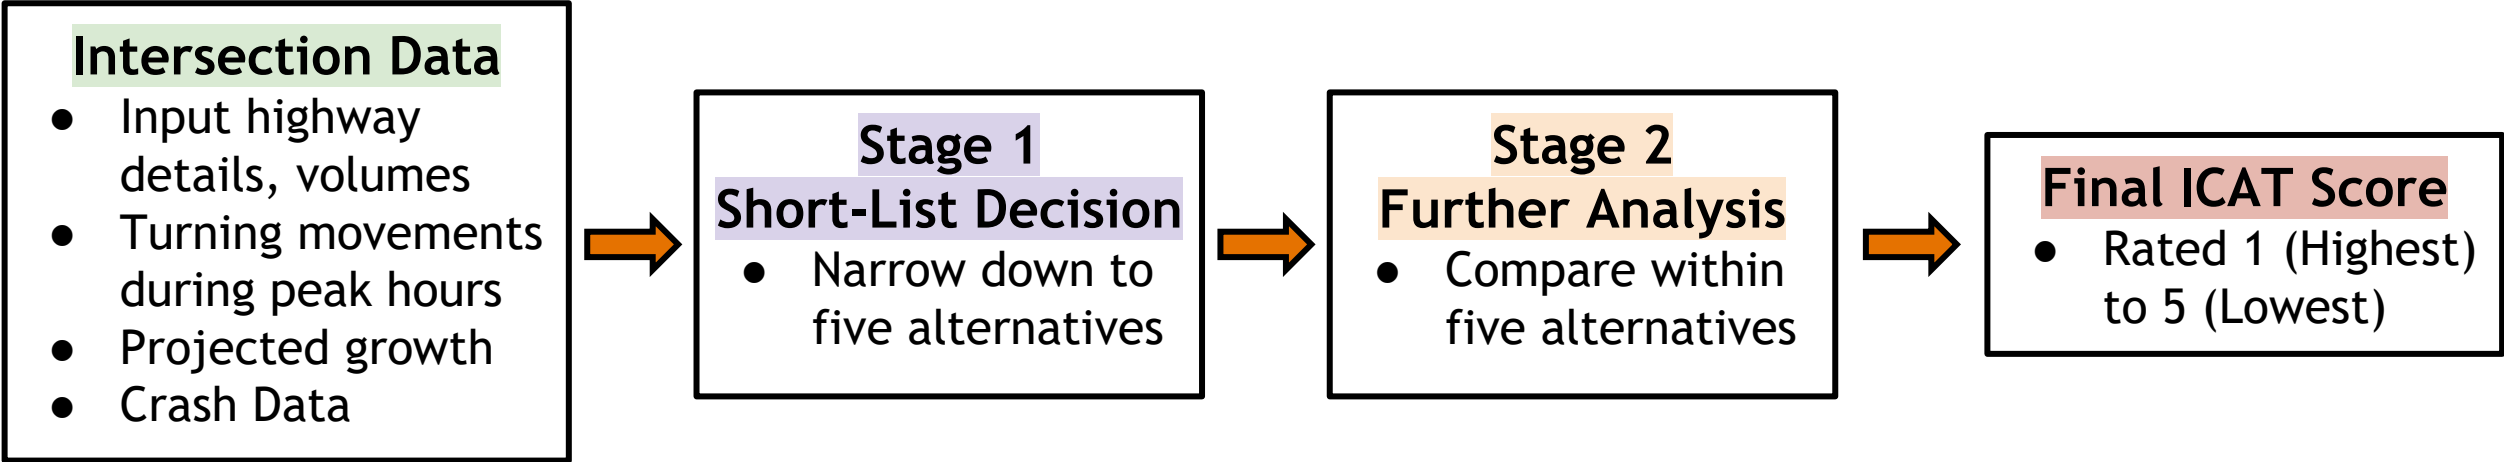 Intersection Data
● Input highway
details, volumes
● Turning movements
during peak hours
● Projected growth
● Crash Data
Stage 1
Short-List Decision
● Narrow down to
five alternatives
Stage 2
Further Analysis
● Compare within
five alternatives
Final ICAT Score
● Rated 1 (Highest)
to 5 (Lowest)